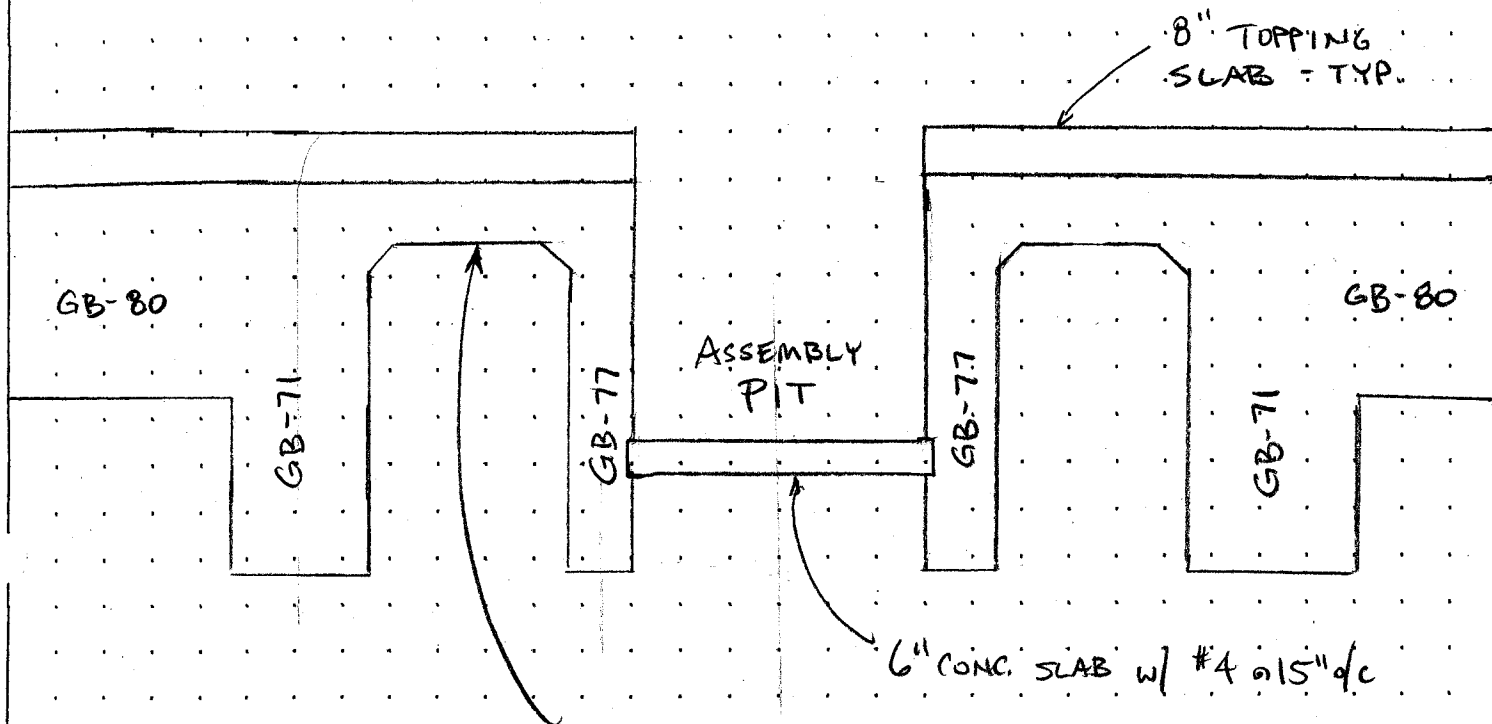 8" TOPPING
SLAB - TYP.
GB-80
GB-80
ASSEMBLY
PIT
GB-71
GB-77
GB-77
GB-71
6" CONC. SLAB w/ #4 @ 15" o/c